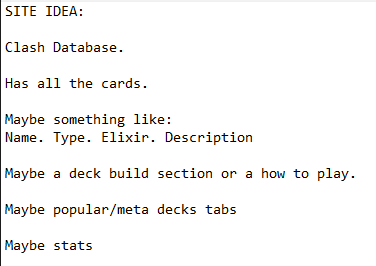 SITE IDEA:
Clash Database.
Has all the cards.
Maybe something like:
Name. Type. Elixir. Description
Maybe a deck build section or a how to play.
Maybe popular/meta decks tabs
Maybe stats